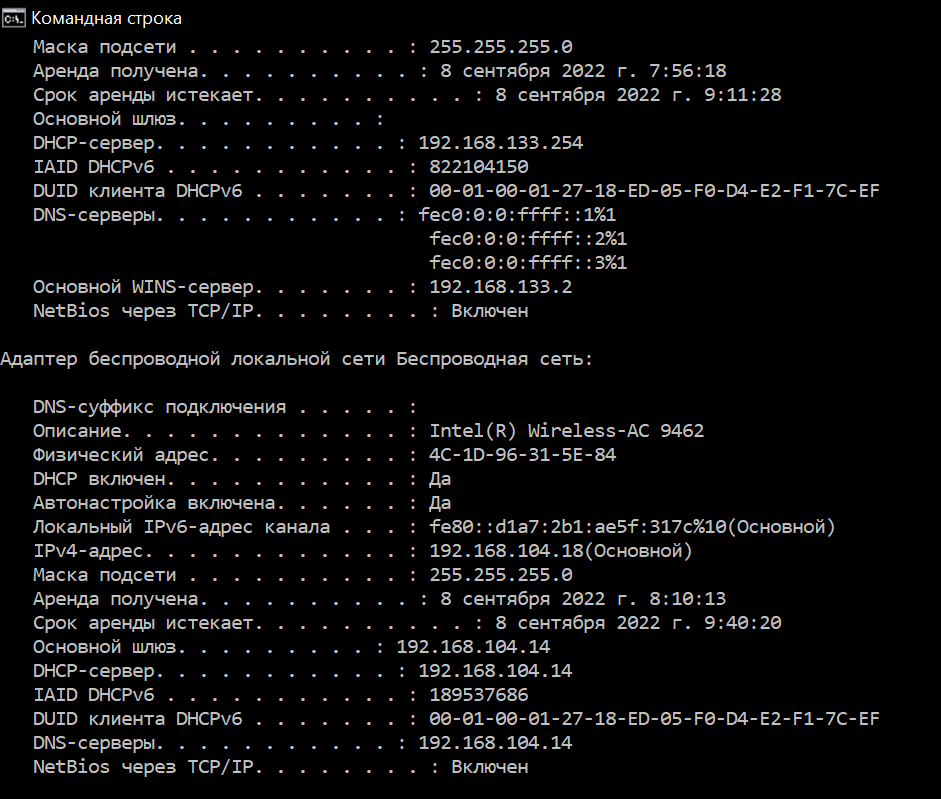 Командная строка
Маска подсети . . . . . . . . . . : 255.255.255.0
Аренда получена. . . . . . . . . . : 8 сентября 2022 г. 7:56:18
Срок аренды истекает. . . . . . . . . . : 8 сентября 2022 г. 9:11:28
Основной шлюз. . . . . . . . . :
DHCP-сервер. . . . . . . . . . . : 192.168.133.254
IAID DHCPv6 . . . . . . . . . . . : 822104150
DUID клиента DHCPv6 . . . . . . . : 00-01-00-01-27-18-ED-05-F0-D4-E2-F1-7C-EF
DNS-серверы. . . . . . . . . . . : fec0:0:0:ffff::1%1
fec0:0:0:ffff::2%1
fec0:0:0:ffff::3%1
Основной WINS-сервер. . . . . . . : 192.168.133.2
NetBios через TCP/IP. . . . . . . . : Включен
Адаптер беспроводной локальной сети Беспроводная сеть:
DNS-суффикс подключения . . . . . :
Описание. . . . . . . . . . . . . : Intel(R) Wireless-AC 9462
Физический адрес. . . . . . . . . : 4C-1D-96-31-5E-84
DHCP включен. . . . . . . . . . . : Да
Автонастройка включена. . . . . . : Да
Локальный IPv6-адрес канала . . . : fe80::d1a7:2b1:ae5f:317c%10(Основной)
IPv4-адрес. . . . . . . . . . . . : 192.168.104.18(Основной)
Маска подсети . . . . . . . . . . : 255.255.255.0
Аренда получена. . . . . . . . . . : 8 сентября 2022 г. 8:10:13
Срок аренды истекает. . . . . . . . . . : 8 сентября 2022 г. 9:40:20
Основной шлюз. . . . . . . . . : 192.168.104.14
DHCP-сервер. . . . . . . . . . . : 192.168.104.14
IAID DHCPv6 . . . . . . . . . . . : 189537686
DUID клиента DHCPv6 . . . . . . . : 00-01-00-01-27-18-ED-05-F0-D4-E2-F1-7C-EF
DNS-серверы. . . . . . . . . . . : 192.168.104.14
NetBios через TCP/IP. . . . . . . . : Включен